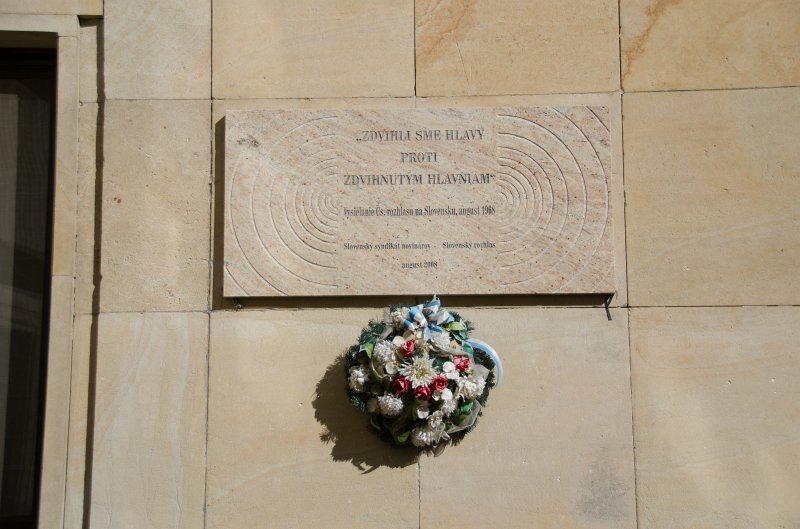 „ZDVIHLI SME HLAVY
PROTI
ZDVIHNUTÝM HLAVNIAM“
Vysielanie Čs. rozhlasu na Slovensku, august 1968
Slovenský syndikát novinárov Slovenský rozhlas
august 2008